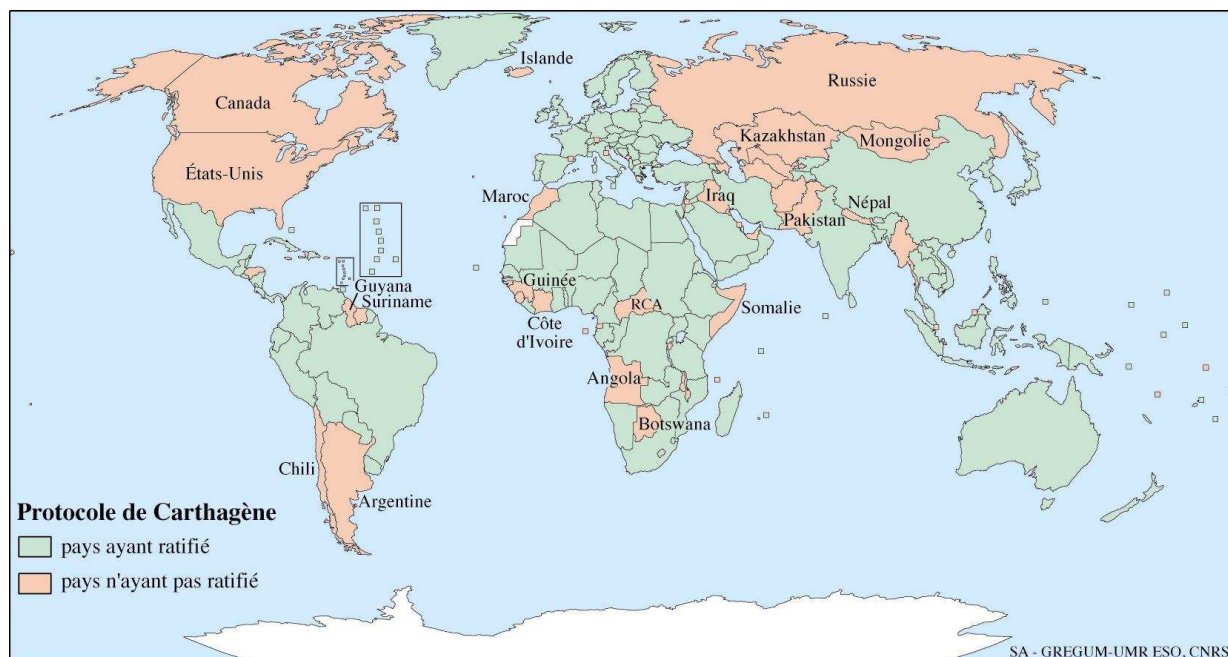 Islande
Canada
Russie
Kazakhstan
Mongolie
États-Unis
Maroc
Iraq
Népal
Pakistan
Guinée
Guyana
Suriname
RCA
Somalie
Côte
d'Ivoire
Angola
Botswana
Chili
Argentine
Protocole de Carthagène
pays ayant ratifié
pays n'ayant pas ratifié
SA - GREGUM-UMR ESO, CNRS